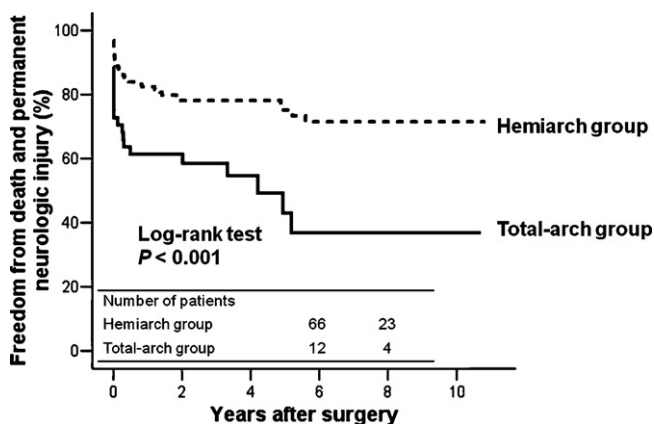 Freedom from death and permanent
neurologic injury (%)
100
80
60
40
20
0
Hemiarch group
Total-arch group
Log-rank test
P < 0.001
Number of patients
Hemiarch group 66 23
Total-arch group 12 4
0 2 4 6 8 10
Years after surgery